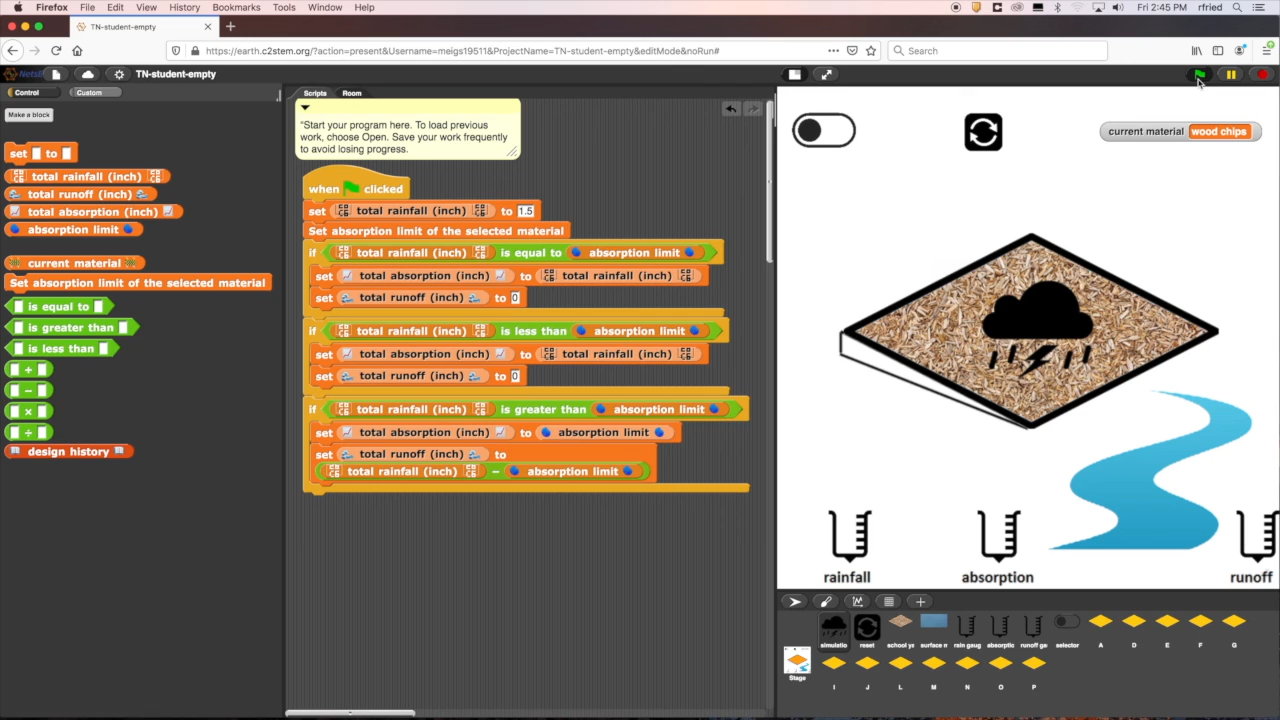 Firefox File Edit View History Bookmarks Tools Window Help Fri 2:45 PM rfried
TN-student-empty
https://earth.c2stem.org/?action=present&Username=meigs19511&ProjectName=TN-student-empty&editMode&noRun#
Search
TN-student-empty
Control Custom
Make a block
set to
total rainfall (inch)
total runoff (inch)
total absorption (inch)
absorption limit
current material
Set absorption limit of the selected material
is equal to
is greater than
is less than
+
−
×
÷
design history
Scripts Room
"Start your program here. To load previous
work, choose Open. Save your work frequently
to avoid losing progress.
when clicked
set total rainfall (inch) to 1.5
Set absorption limit of the selected material
if total rainfall (inch) is equal to absorption limit
set total absorption (inch) to total rainfall (inch)
set total runoff (inch) to 0
if total rainfall (inch) is less than absorption limit
set total absorption (inch) to total rainfall (inch)
set total runoff (inch) to 0
if total rainfall (inch) is greater than absorption limit
set total absorption (inch) to absorption limit
set total runoff (inch) to
total rainfall (inch) − absorption limit
current material wood chips
rainfall
absorption
runoff
Stage
simulatio reset school ya surface m rain gaug absorptic runoff ga selector A D E F G
I J L M N O P